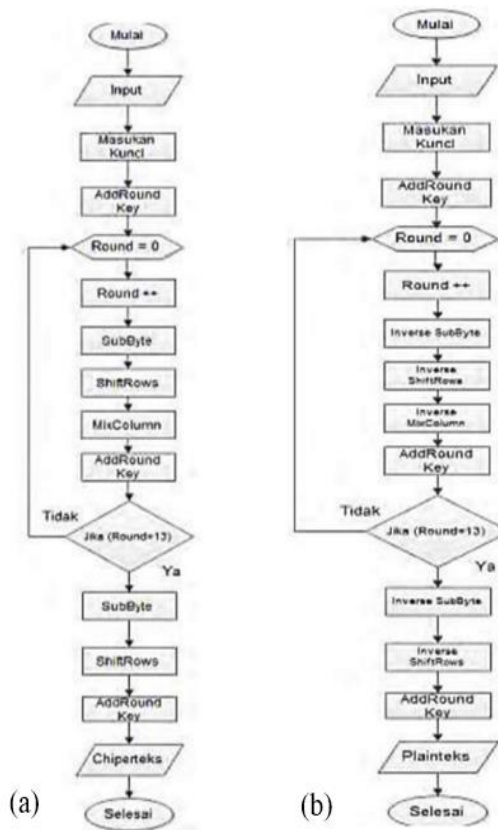 Mulai
Input
Masukan
Kunci
AddRound
Key
Round = 0
Round ++
SubByte
ShiftRows
MixColumn
AddRound
Key
Tidak
Jika (Round=13)
Ya
SubByte
ShiftRows
AddRound
Key
Chiperteks
(a)
Selesai
Mulai
Input
Masukan
Kunci
AddRound
Key
Round = 0
Round ++
Inverse SubByte
Inverse
ShiftRows
Inverse
MixColumn
AddRound
Key
Tidak
Jika (Round=13)
Ya
Inverse SubByte
Inverse
ShiftRows
AddRound
Key
Plainteks
(b)
Selesai